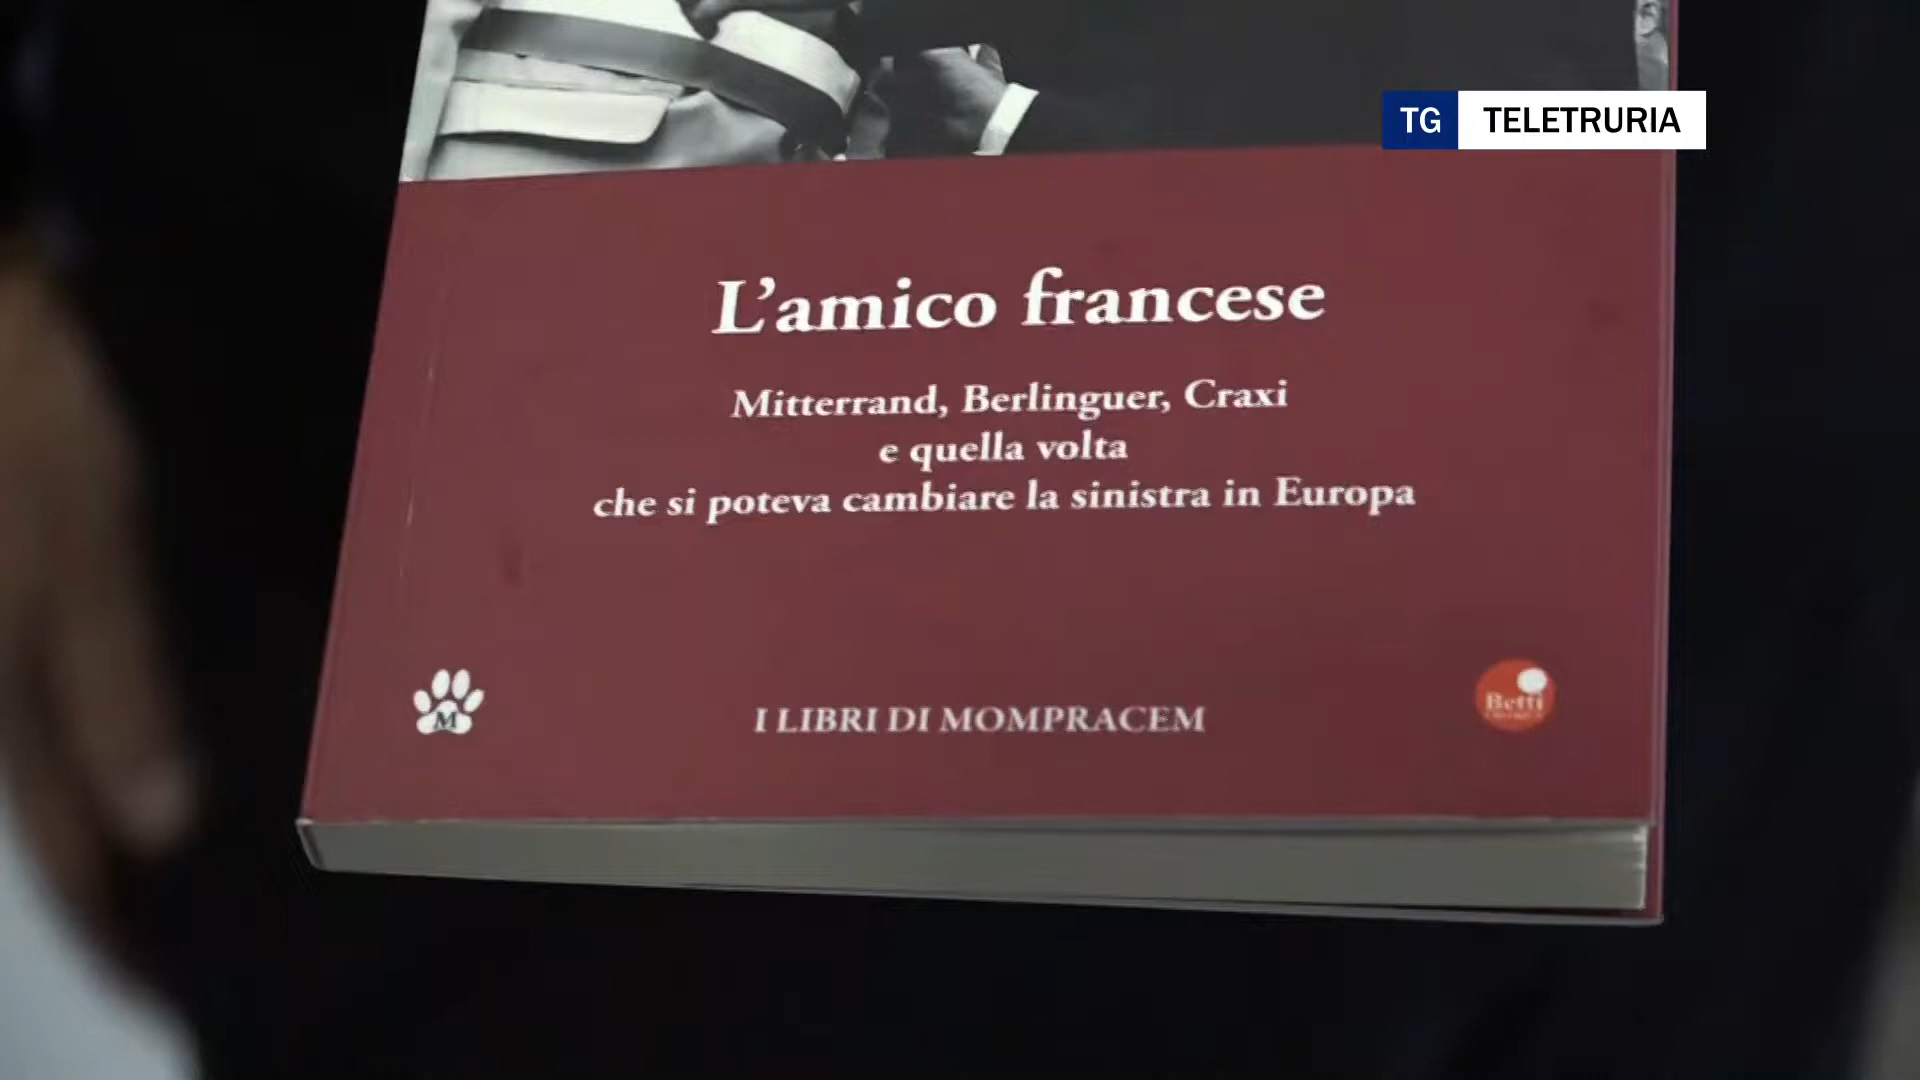 TG TELETRURIA
L'amico francese
Mitterrand, Berlinguer, Craxi
e quella volta
che si poteva cambiare la sinistra in Europa
M
I LIBRI DI MOMPRACEM
Betti